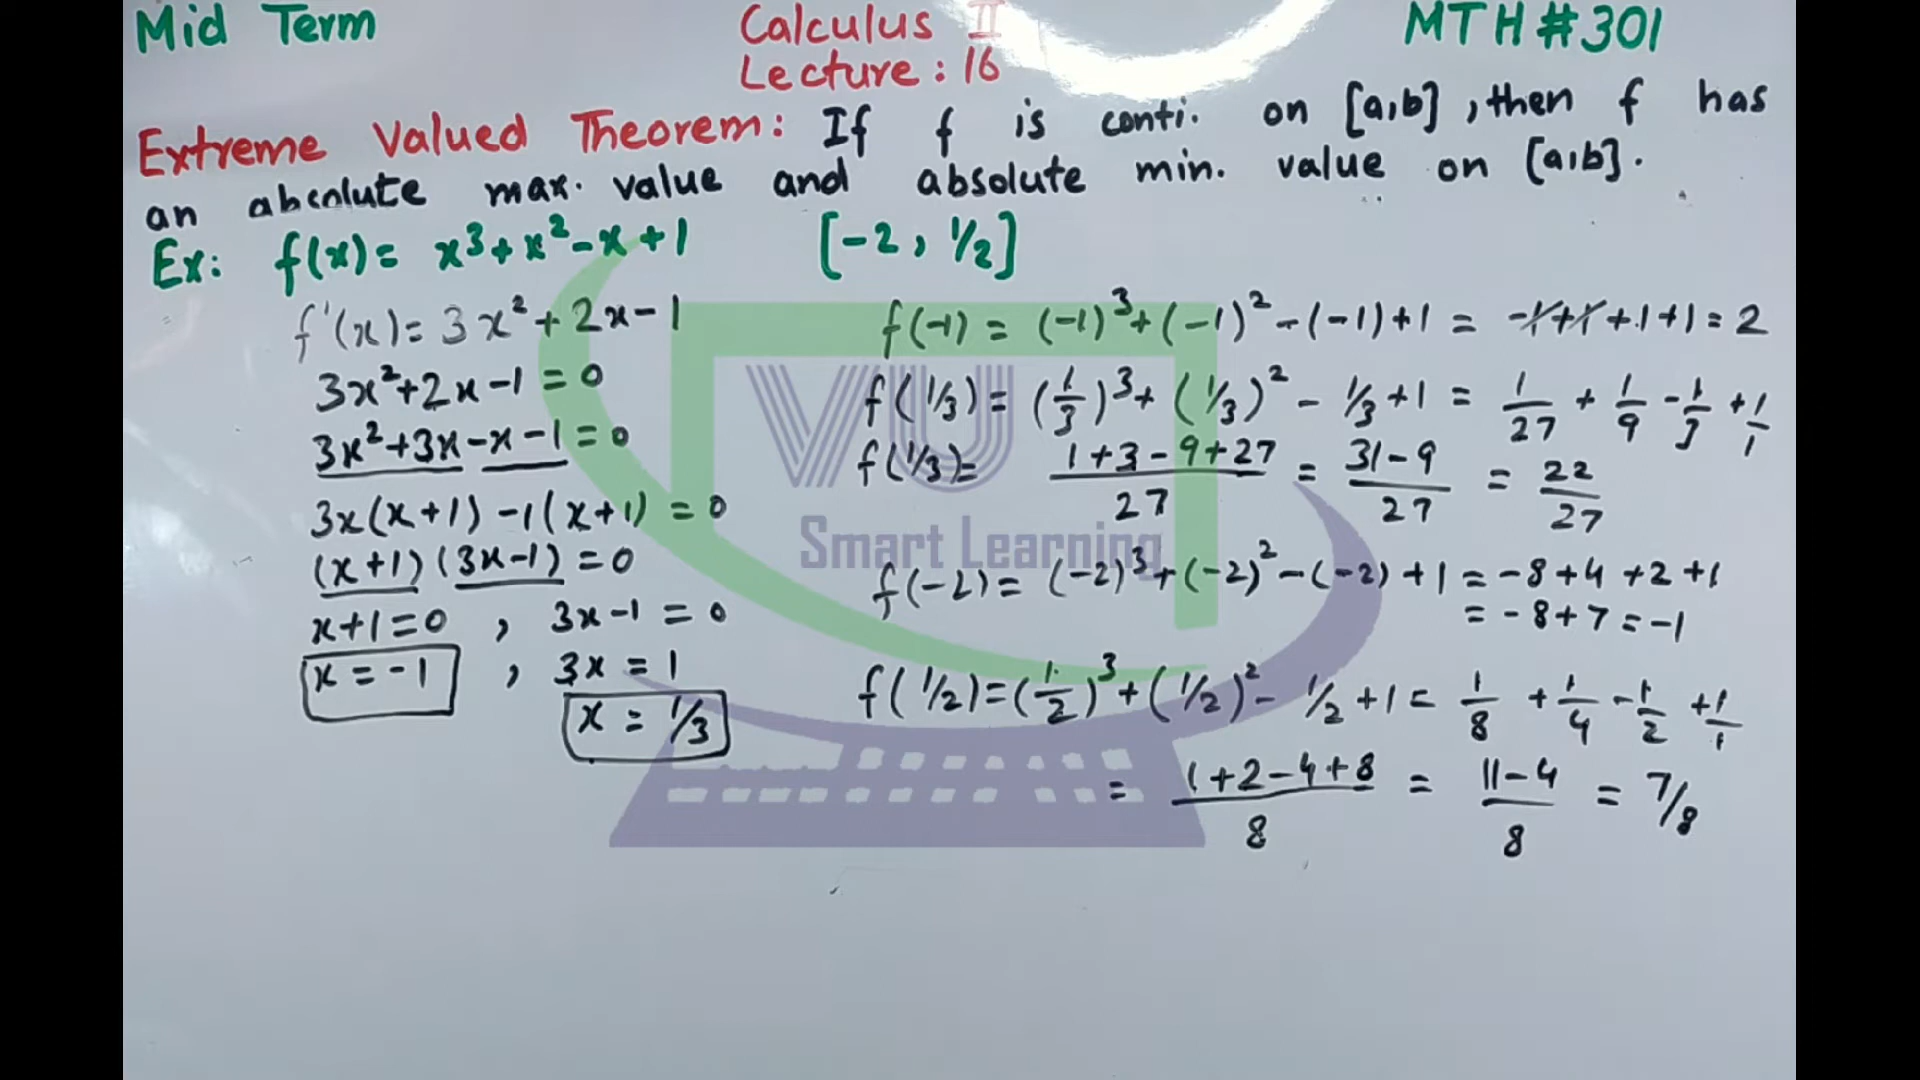 Mid Term
Calculus II
MTH#301
Lecture: 16
Extreme Valued Theorem: If f is conti. on [a,b], then f has
an absolute max. value and absolute min. value on [a,b].
Ex: f(x) = x³+x²-x+1 [-2, 1/2]
f'(x) = 3x²+2x-1
3x²+2x-1 = 0
3x²+3x-x-1 = 0
3x(x+1)-1(x+1) = 0
(x+1)(3x-1) = 0
x+1=0 , 3x-1 = 0
x = -1 , 3x = 1
x = 1/3
f(-1) = (-1)³+(-1)²-(-1)+1 = -1+1+1+1 = 2
f(1/3) = (1/3)³+(1/3)²-1/3+1 = 1/27 + 1/9 - 1/3 + 1/1
f(1/3) = 1+3-9+27/27 = 31-9/27 = 22/27
f(-2) = (-2)³+(-2)²-(-2)+1 = -8+4+2+1
= -8+7 = -1
f(1/2) = (1/2)³+(1/2)²-1/2+1 = 1/8 + 1/4 - 1/2 + 1/1
= 1+2-4+8/8 = 11-4/8 = 7/8
VU
Smart Learning